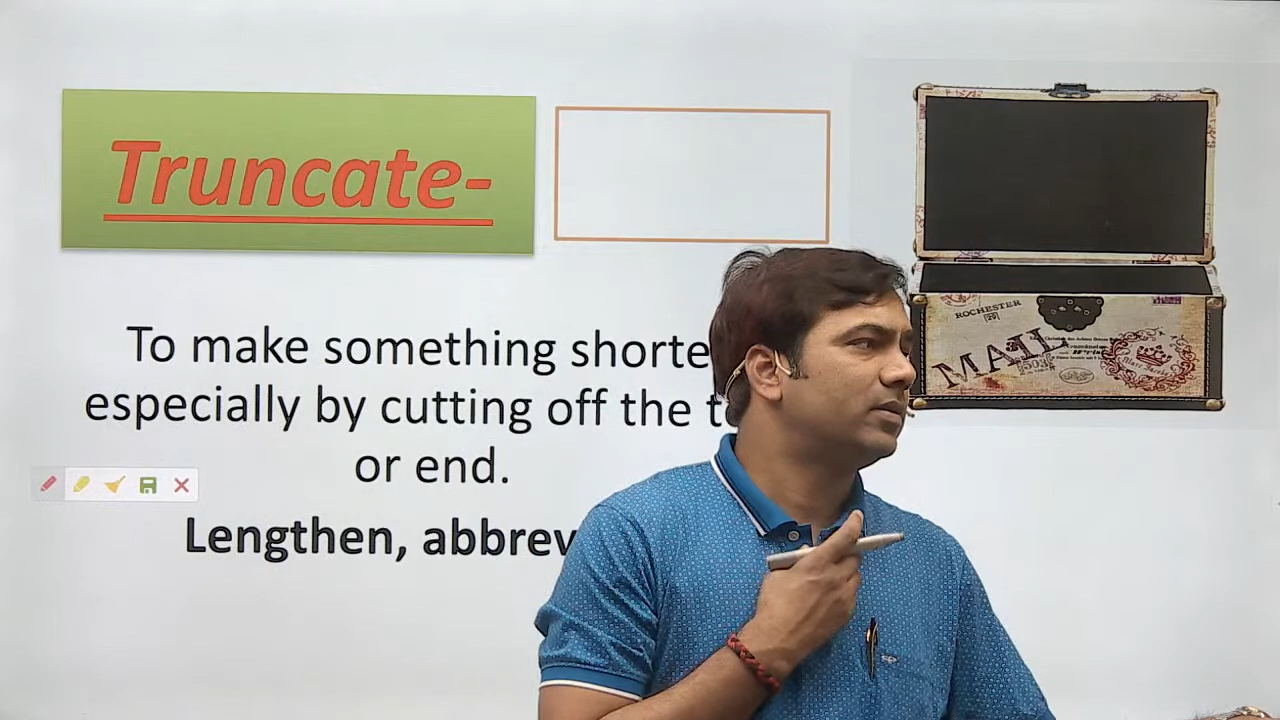 Truncate-
To make something shorte
especially by cutting off the t
or end.
Lengthen, abbrev
ROCHESTER
MAIL